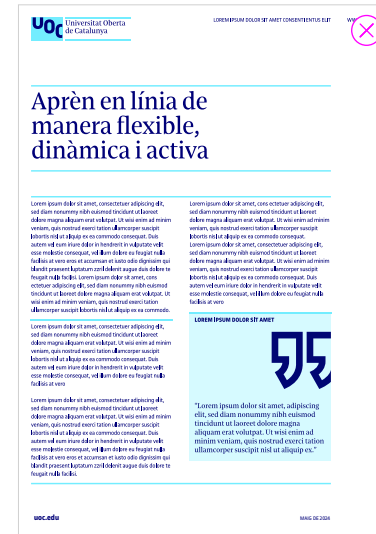 UOC Universitat Oberta
de Catalunya
LOREM IPSUM DOLOR SIT AMET CONSENTIENTUS ELIT
Aprèn en línia de
manera flexible,
dinàmica i activa
Lorem ipsum dolor sit amet, consectetuer adipiscing elit,
sed diam nonummy nibh euismod tincidunt ut laoreet
dolore magna aliquam erat volutpat. Ut wisi enim ad minim
veniam, quis nostrud exerci tation ullamcorper suscipit
lobortis nisl ut aliquip ex ea commodo consequat. Duis
autem vel eum iriure dolor in hendrerit in vulputate velit
esse molestie consequat, vel illum dolore eu feugiat nulla
facilisis at vero eros et accumsan et iusto odio dignissim qui
blandit praesent luptatum zzril delenit augue duis dolore te
feugait nulla facilisi. Lorem ipsum dolor sit amet, cons
ectetuer adipiscing elit, sed diam nonummy nibh euismod
tincidunt ut laoreet dolore magna aliquam erat volutpat. Ut
wisi enim ad minim veniam, quis nostrud exerci tation
ullamcorper suscipit lobortis nisl ut aliquip ex ea commodo.
Lorem ipsum dolor sit amet, consectetuer adipiscing elit,
sed diam nonummy nibh euismod tincidunt ut laoreet
dolore magna aliquam erat volutpat. Ut wisi enim ad minim
veniam, quis nostrud exerci tation ullamcorper suscipit
lobortis nisl ut aliquip ex ea commodo consequat. Duis
autem vel eum iriure dolor in hendrerit in vulputate velit
esse molestie consequat, vel illum dolore eu feugiat nulla
facilisis at vero
Lorem ipsum dolor sit amet, consectetuer adipiscing elit,
sed diam nonummy nibh euismod tincidunt ut laoreet
dolore magna aliquam erat volutpat. Ut wisi enim ad minim
veniam, quis nostrud exerci tation ullamcorper suscipit
lobortis nisl ut aliquip ex ea commodo consequat. Duis
autem vel eum iriure dolor in hendrerit in vulputate velit
esse molestie consequat, vel illum dolore eu feugiat nulla
facilisis at vero eros et accumsan et iusto odio dignissim qui
blandit praesent luptatum zzril delenit augue duis dolore te
feugait nulla facilisi.
Lorem ipsum dolor sit amet, cons ectetuer adipiscing elit,
sed diam nonummy nibh euismod tincidunt ut laoreet
dolore magna aliquam erat volutpat. Ut wisi enim ad minim
veniam, quis nostrud exerci tation ullamcorper suscipit
lobortis nisl ut aliquip ex ea commodo consequat.
Lorem ipsum dolor sit amet, consectetuer adipiscing elit,
sed diam nonummy nibh euismod tincidunt ut laoreet
dolore magna aliquam erat volutpat. Ut wisi enim ad minim
veniam, quis nostrud exerci tation ullamcorper suscipit
lobortis nisl ut aliquip ex ea commodo consequat. Duis
autem vel eum iriure dolor in hendrerit in vulputate velit
esse molestie consequat, vel illum dolore eu feugiat nulla
facilisis at vero
LOREM IPSUM DOLOR SIT AMET
"Lorem ipsum dolor sit amet, adipiscing
elit, sed diam nonummy nibh euismod
tincidunt ut laoreet dolore magna
aliquam erat volutpat. Ut wisi enim ad
minim veniam, quis nostrud exerci tation
ullamcorper suscipit nisl ut aliquip ex."
uoc.edu
MAIG DE 2024